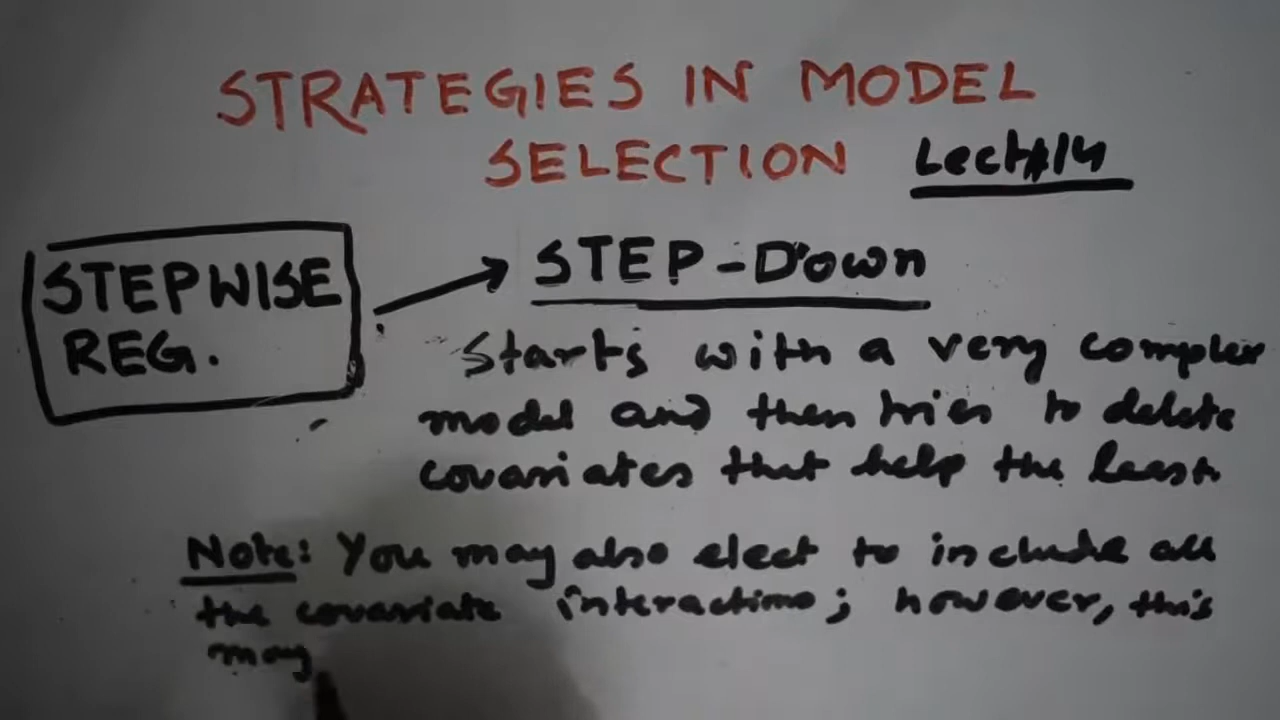 STRATEGIES IN MODEL
SELECTION Lect#14
STEPWISE
REG.
STEP-Down
Starts with a very complex
model and then tries to delete
covariates that help the least.
Note: You may also elect to include all
the covariate interactions; however, this
may